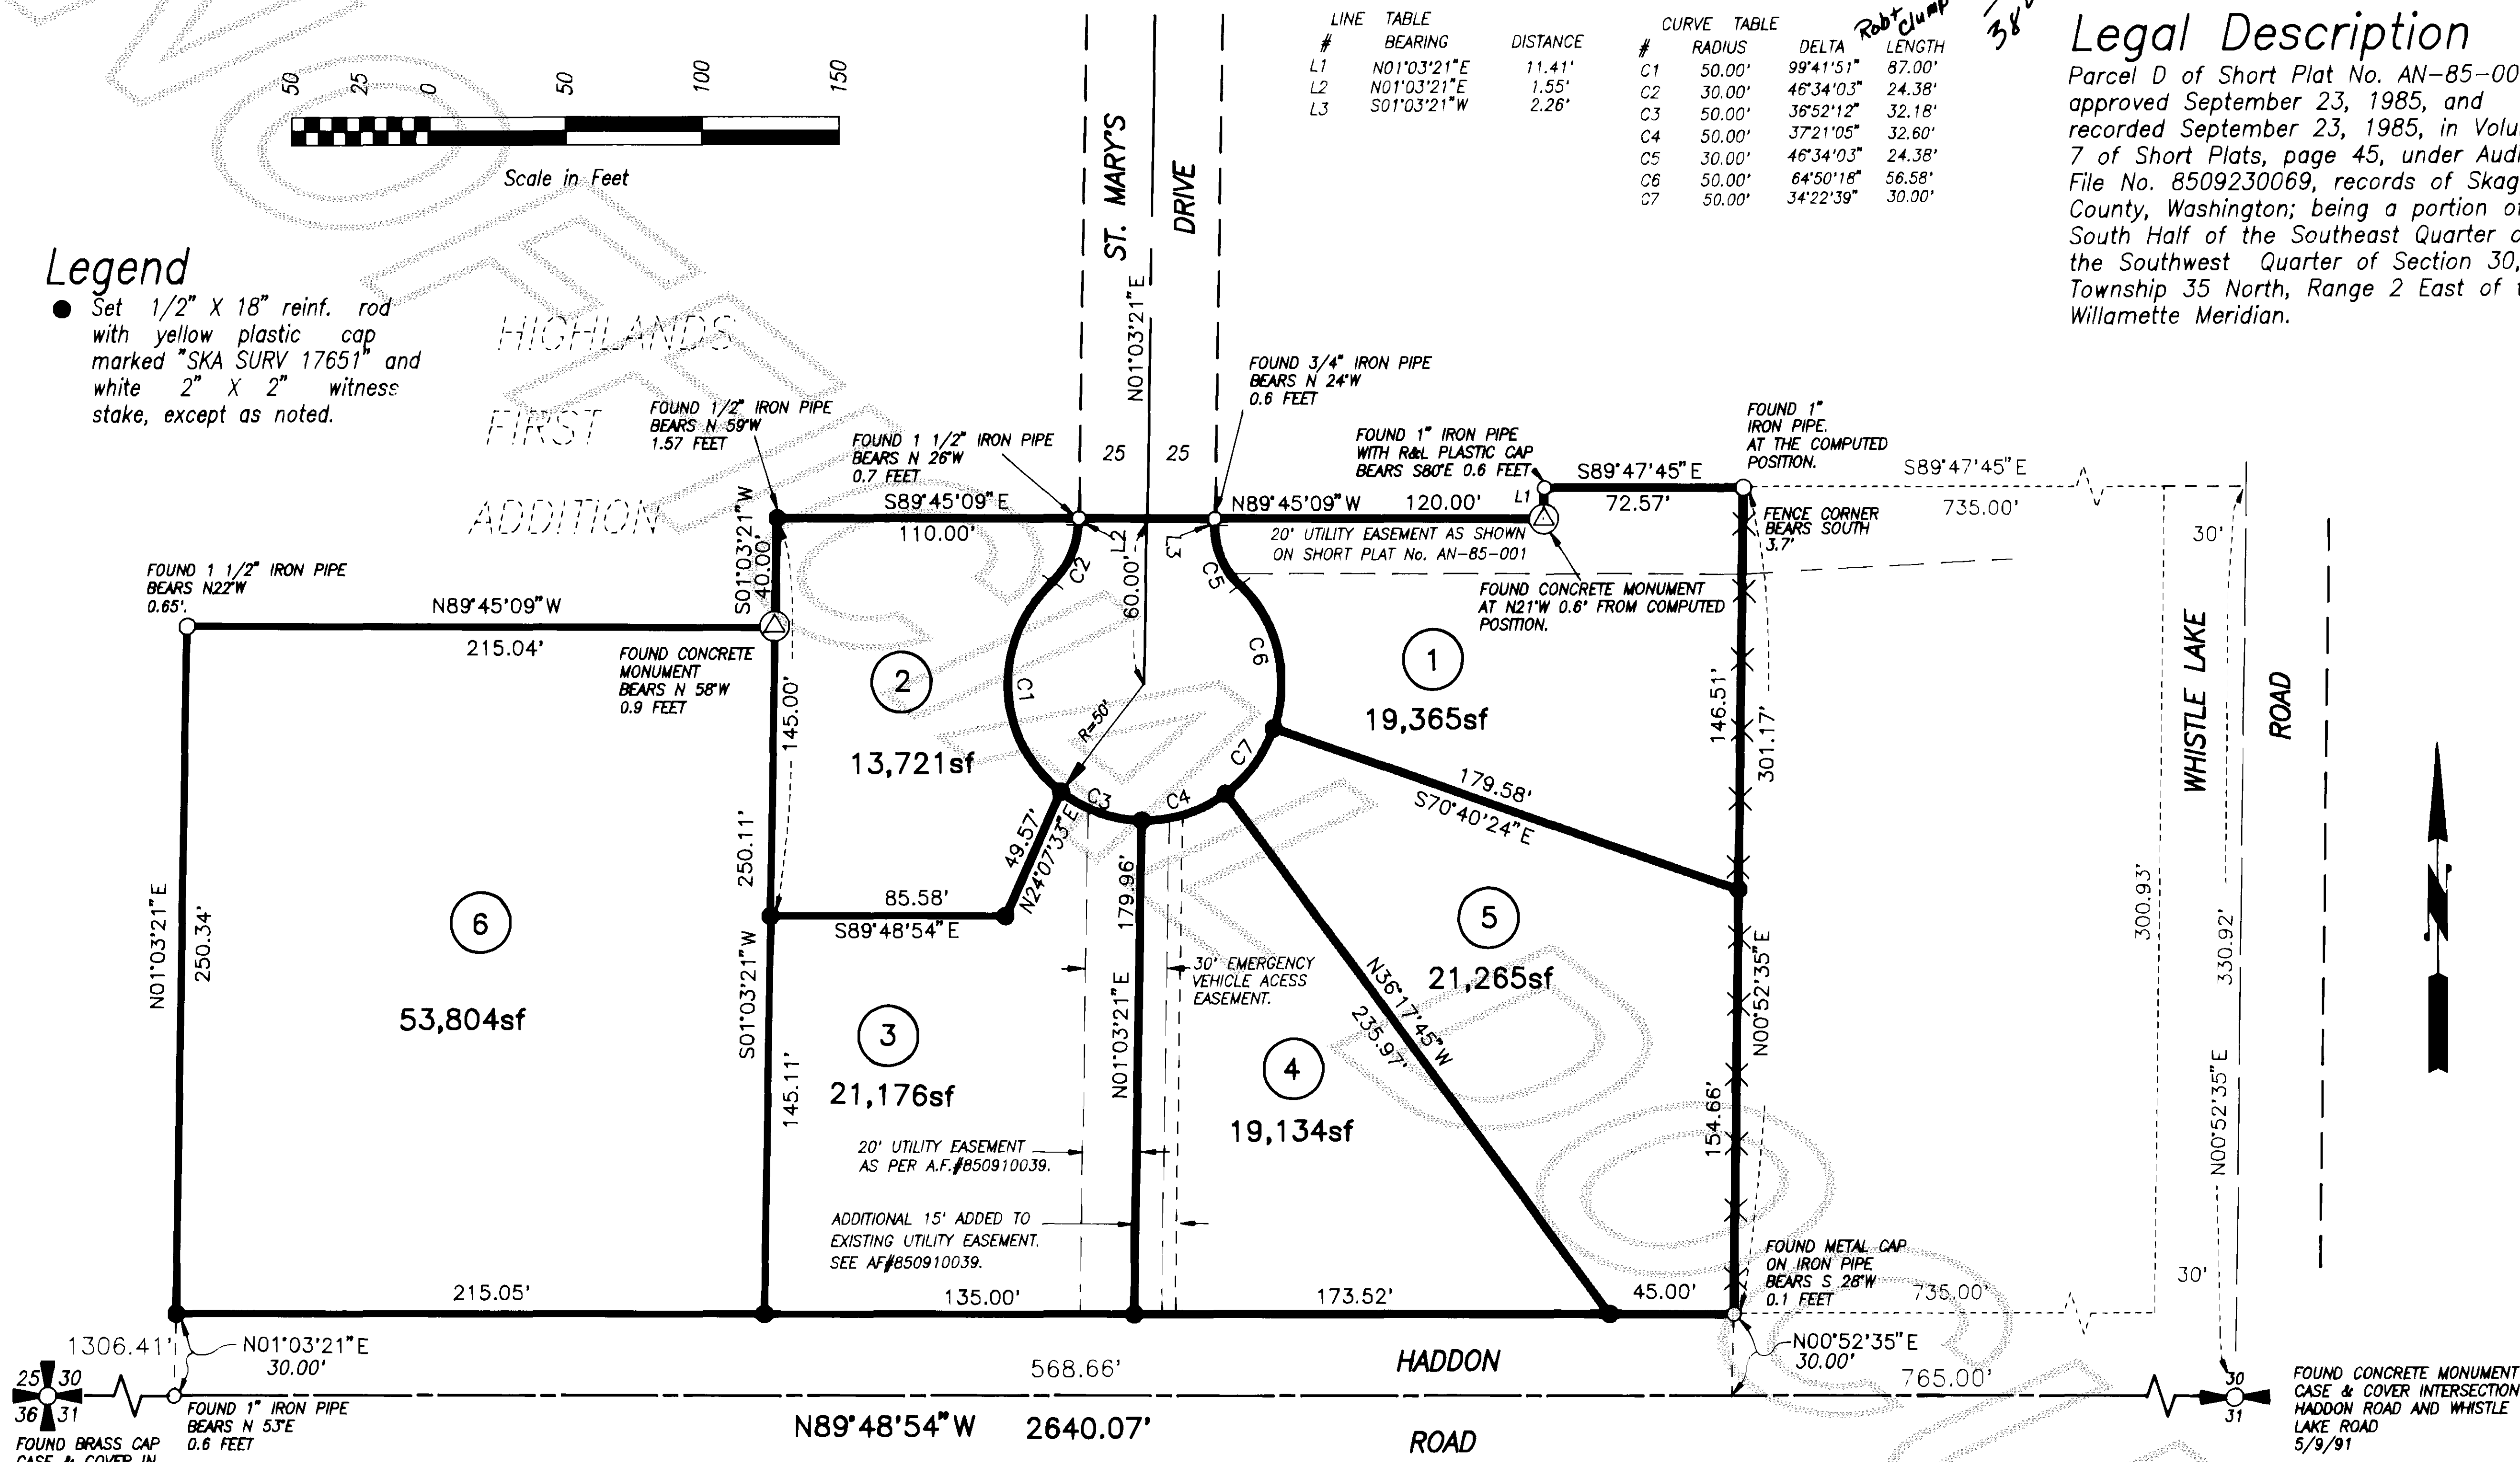 LINE TABLE
# BEARING DISTANCE
L1 N01°03'21"E 11.41'
L2 N01°03'21"E 1.55'
L3 S01°03'21"W 2.26'
CURVE TABLE
# RADIUS DELTA LENGTH
C1 50.00' 99°41'51" 87.00'
C2 30.00' 46°34'03" 24.38'
C3 50.00' 36°52'12" 32.18'
C4 50.00' 37°21'05" 32.60'
C5 30.00' 46°34'03" 24.38'
C6 50.00' 64°50'18" 56.58'
C7 50.00' 34°22'39" 30.00'
Legal Description
Parcel D of Short Plat No. AN-85-00
approved September 23, 1985, and
recorded September 23, 1985, in Volu
7 of Short Plats, page 45, under Aud
File No. 8509230069, records of Skag
County, Washington; being a portion o
South Half of the Southeast Quarter
the Southwest Quarter of Section 30,
Township 35 North, Range 2 East of
Willamette Meridian.
50 25 0 50 100 150
Scale in Feet
Legend
Set 1/2" X 18" reinf. rod
with yellow plastic cap
marked "SKA SURV 17651" and
white 2" X 2" witness
stake, except as noted.
HIGHLANDS
FIRST
ADDITION
ST. MARY'S
DRIVE
N01°03'21"E
25 25
FOUND 1/2" IRON PIPE
BEARS N 59°W
1.57 FEET
FOUND 1 1/2" IRON PIPE
BEARS N 26°W
0.7 FEET
FOUND 3/4" IRON PIPE
BEARS N 24°W
0.6 FEET
FOUND 1" IRON PIPE
WITH R&L PLASTIC CAP
BEARS S80°E 0.6 FEET
FOUND 1"
IRON PIPE.
AT THE COMPUTED
POSITION.
S89°47'45"E
72.57'
S89°47'45"E
735.00'
L1
S89°45'09"E
110.00'
N89°45'09"W 120.00'
20' UTILITY EASEMENT AS SHOWN
ON SHORT PLAT No. AN-85-001
FENCE CORNER
BEARS SOUTH
3.7'
30'
S01°03'21"W
40.00'
L2
L3
C2
C5
60.00'
FOUND 1 1/2" IRON PIPE
BEARS N22°W
0.65'.
N89°45'09"W
215.04'
FOUND CONCRETE
MONUMENT
BEARS N 58°W
0.9 FEET
FOUND CONCRETE MONUMENT
AT N21°W 0.6' FROM COMPUTED
POSITION.
C1
C6
R=50'
C7
C3
C4
2
13,721sf
1
19,365sf
145.00'
146.51'
301.17'
WHISTLE LAKE
ROAD
179.58'
S70°40'24"E
250.11'
49.57'
N24°07'33"E
85.58'
S89°48'54"E
179.96'
N01°03'21"E
250.34'
6
53,804sf
5
21,265sf
S01°03'21"W
145.11'
3
21,176sf
30' EMERGENCY
VEHICLE ACESS
EASEMENT.
N01°03'21"E
4
19,134sf
N36°17'45"W
235.97'
N00°52'35"E
154.66'
300.93'
330.92'
N00°52'35"E
N
20' UTILITY EASEMENT
AS PER A.F.#850910039.
ADDITIONAL 15' ADDED TO
EXISTING UTILITY EASEMENT.
SEE AF#850910039.
FOUND METAL CAP
ON IRON PIPE
BEARS S 28°W
0.1 FEET
735.00'
30'
215.05'
135.00'
173.52'
45.00'
1306.41'
N01°03'21"E
30.00'
568.66'
HADDON
N00°52'35"E
30.00'
765.00'
25 30
36 31
FOUND 1" IRON PIPE
BEARS N 53°E
0.6 FEET
N89°48'54"W 2640.07'
ROAD
30
31
FOUND CONCRETE MONUMENT
CASE & COVER INTERSECTION
HADDON ROAD AND WHISTLE
LAKE ROAD
5/9/91
FOUND BRASS CAP
CASE & COVER IN